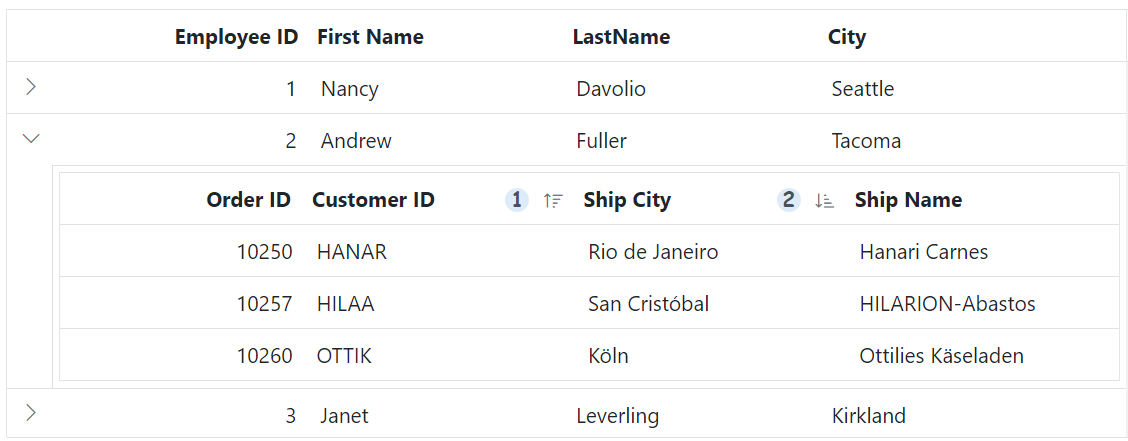 Employee ID First Name LastName City
1 Nancy Davolio Seattle
2 Andrew Fuller Tacoma
Order ID Customer ID 1 Ship City 2 Ship Name
10250 HANAR Rio de Janeiro Hanari Carnes
10257 HILAA San Cristóbal HILARION-Abastos
10260 OTTIK Köln Ottilies Käseladen
3 Janet Leverling Kirkland